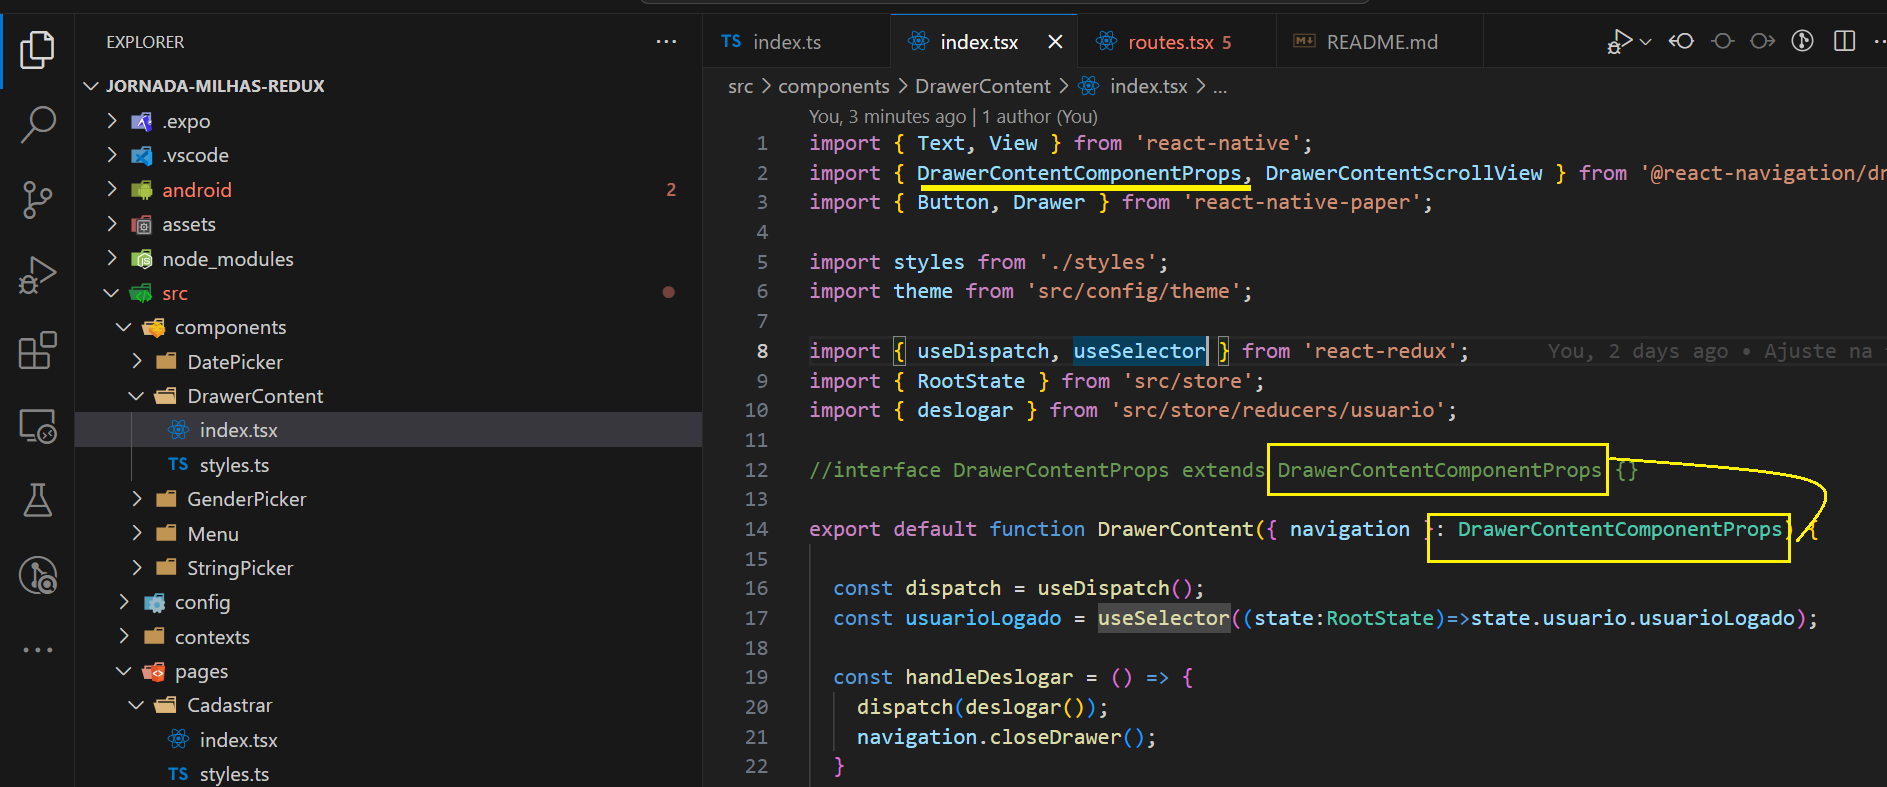 EXPLORER
TS index.ts
index.tsx
routes.tsx 5
README.md
JORNADA-MILHAS-REDUX
.expo
.vscode
android 2
assets
node_modules
src
components
DatePicker
DrawerContent
index.tsx
TS styles.ts
GenderPicker
Menu
StringPicker
config
contexts
pages
Cadastrar
index.tsx
TS styles.ts
src > components > DrawerContent > index.tsx > ...
You, 3 minutes ago | 1 author (You)
1 import { Text, View } from 'react-native';
2 import { DrawerContentComponentProps, DrawerContentScrollView } from '@react-navigation/dr
3 import { Button, Drawer } from 'react-native-paper';
4
5 import styles from './styles';
6 import theme from 'src/config/theme';
7
8 import { useDispatch, useSelector } from 'react-redux'; You, 2 days ago • Ajuste na
9 import { RootState } from 'src/store';
10 import { deslogar } from 'src/store/reducers/usuario';
11
12 //interface DrawerContentProps extends DrawerContentComponentProps {}
13
14 export default function DrawerContent({ navigation }: DrawerContentComponentProps) {
15
16 const dispatch = useDispatch();
17 const usuarioLogado = useSelector((state:RootState)=>state.usuario.usuarioLogado);
18
19 const handleDeslogar = () => {
20 dispatch(deslogar());
21 navigation.closeDrawer();
22 }